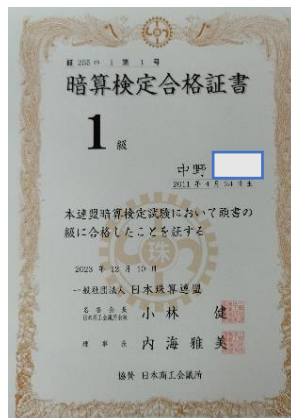 暗算検定合格証書
1級
中野
本連盟暗算検定試験において頭書の
級に合格したことを証する
2023年12月10日
一般社団法人 日本珠算連盟
名誉会長
日本商工会議所会頭
小林 健
理事長 内海雅美
協賛 日本商工会議所
珠